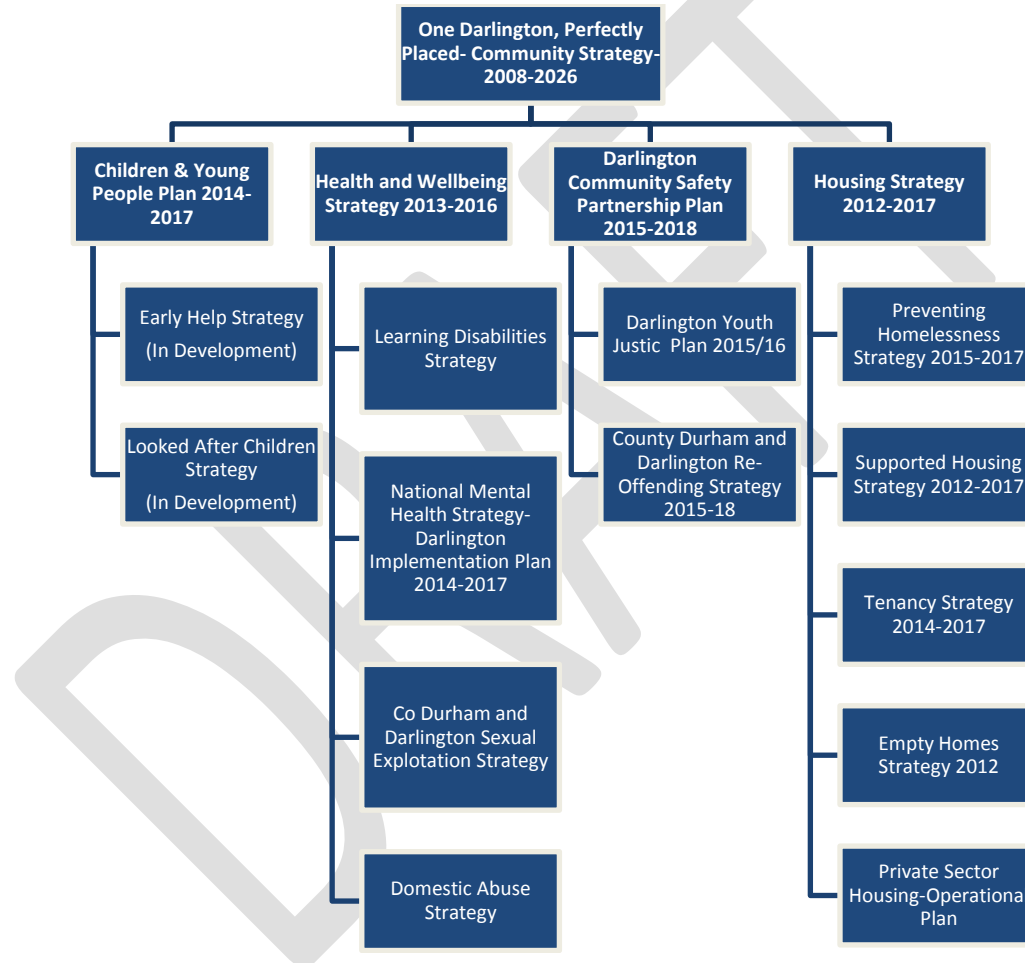 One Darlington, Perfectly
Placed- Community Strategy-
2008-2026
Children & Young
People Plan 2014-
2017
Health and Wellbeing
Strategy 2013-2016
Darlington
Community Safety
Partnership Plan
2015-2018
Housing Strategy
2012-2017
Early Help Strategy
(In Development)
Looked After Children
Strategy
(In Development)
Learning Disabilities
Strategy
National Mental
Health Strategy-
Darlington
Implementation Plan
2014-2017
Co Durham and
Darlington Sexual
Explotation Strategy
Domestic Abuse
Strategy
Darlington Youth
Justic  Plan 2015/16
County Durham and
Darlington Re-
Offending Strategy
2015-18
Preventing
Homelessness
Strategy 2015-2017
Supported Housing
Strategy 2012-2017
Tenancy Strategy
2014-2017
Empty Homes
Strategy 2012
Private Sector
Housing-Operationa
Plan
DRAFT